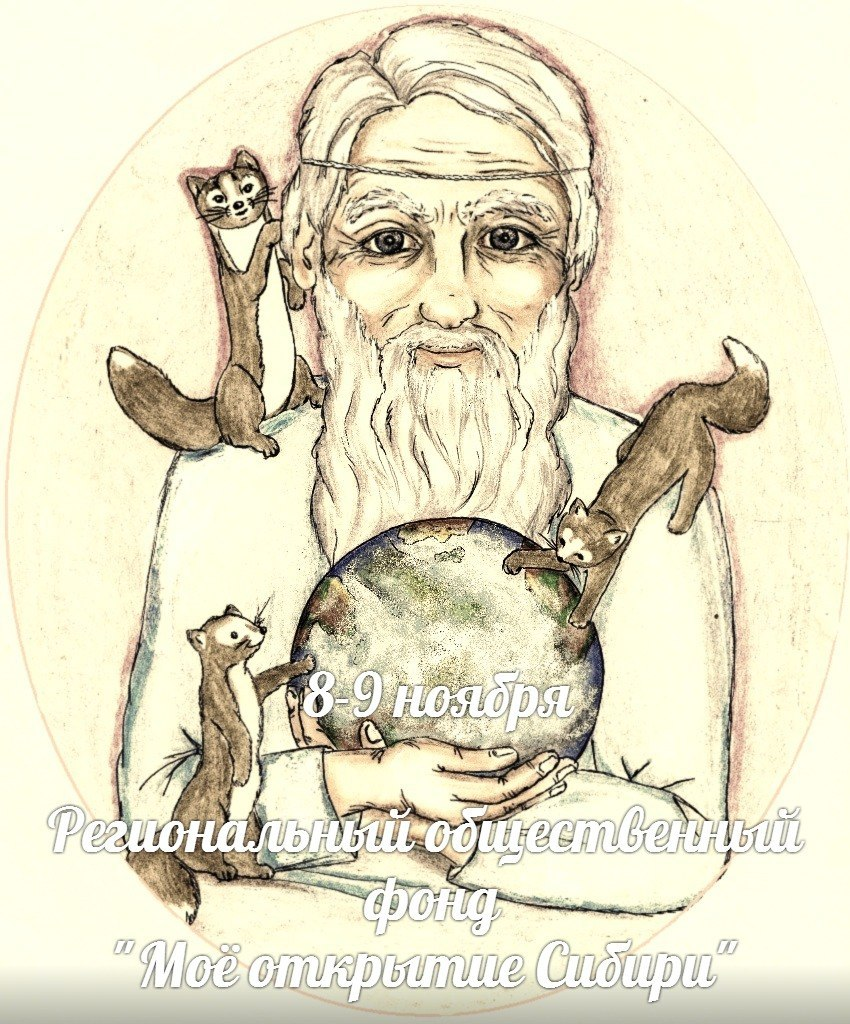 8-9 ноября
Региональный общественный
фонд
"Моё открытие Сибири"